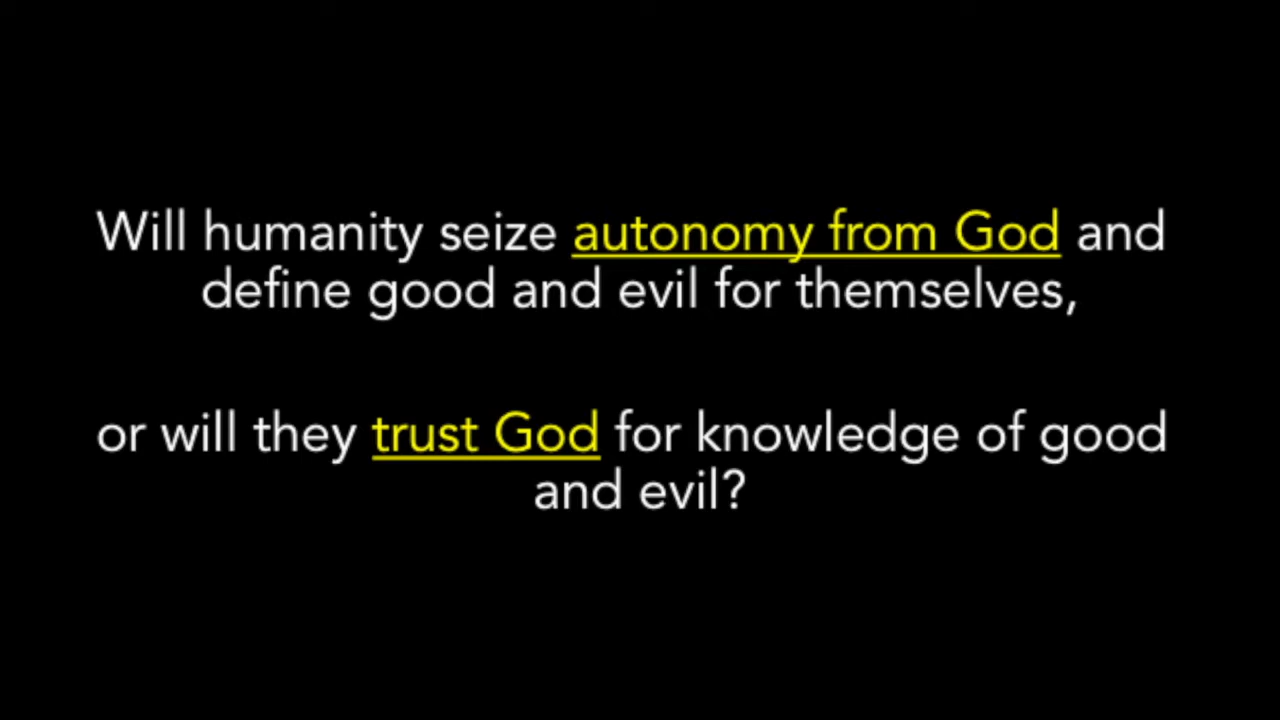 Will humanity seize autonomy from God and
define good and evil for themselves,
or will they trust God for knowledge of good
and evil?